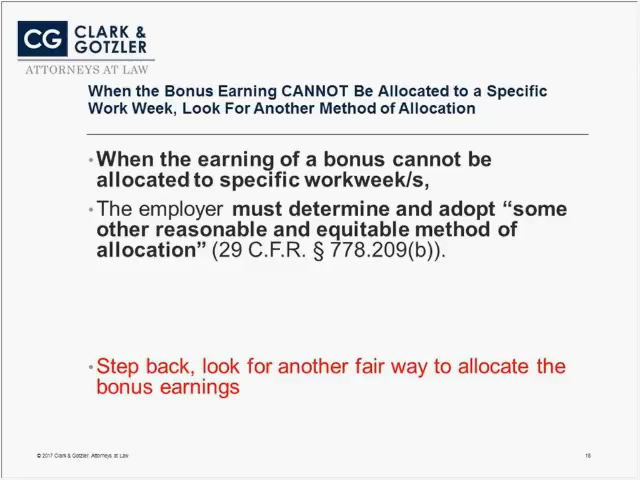 CG CLARK & GOTZLER
ATTORNEYS AT LAW
When the Bonus Earning CANNOT Be Allocated to a Specific
Work Week, Look For Another Method of Allocation
•When the earning of a bonus cannot be
allocated to specific workweek/s,
•The employer must determine and adopt “some
other reasonable and equitable method of
allocation” (29 C.F.R. § 778.209(b)).
•Step back, look for another fair way to allocate the
bonus earnings
© 2017 Clark & Gotzler. Attorneys at Law
16